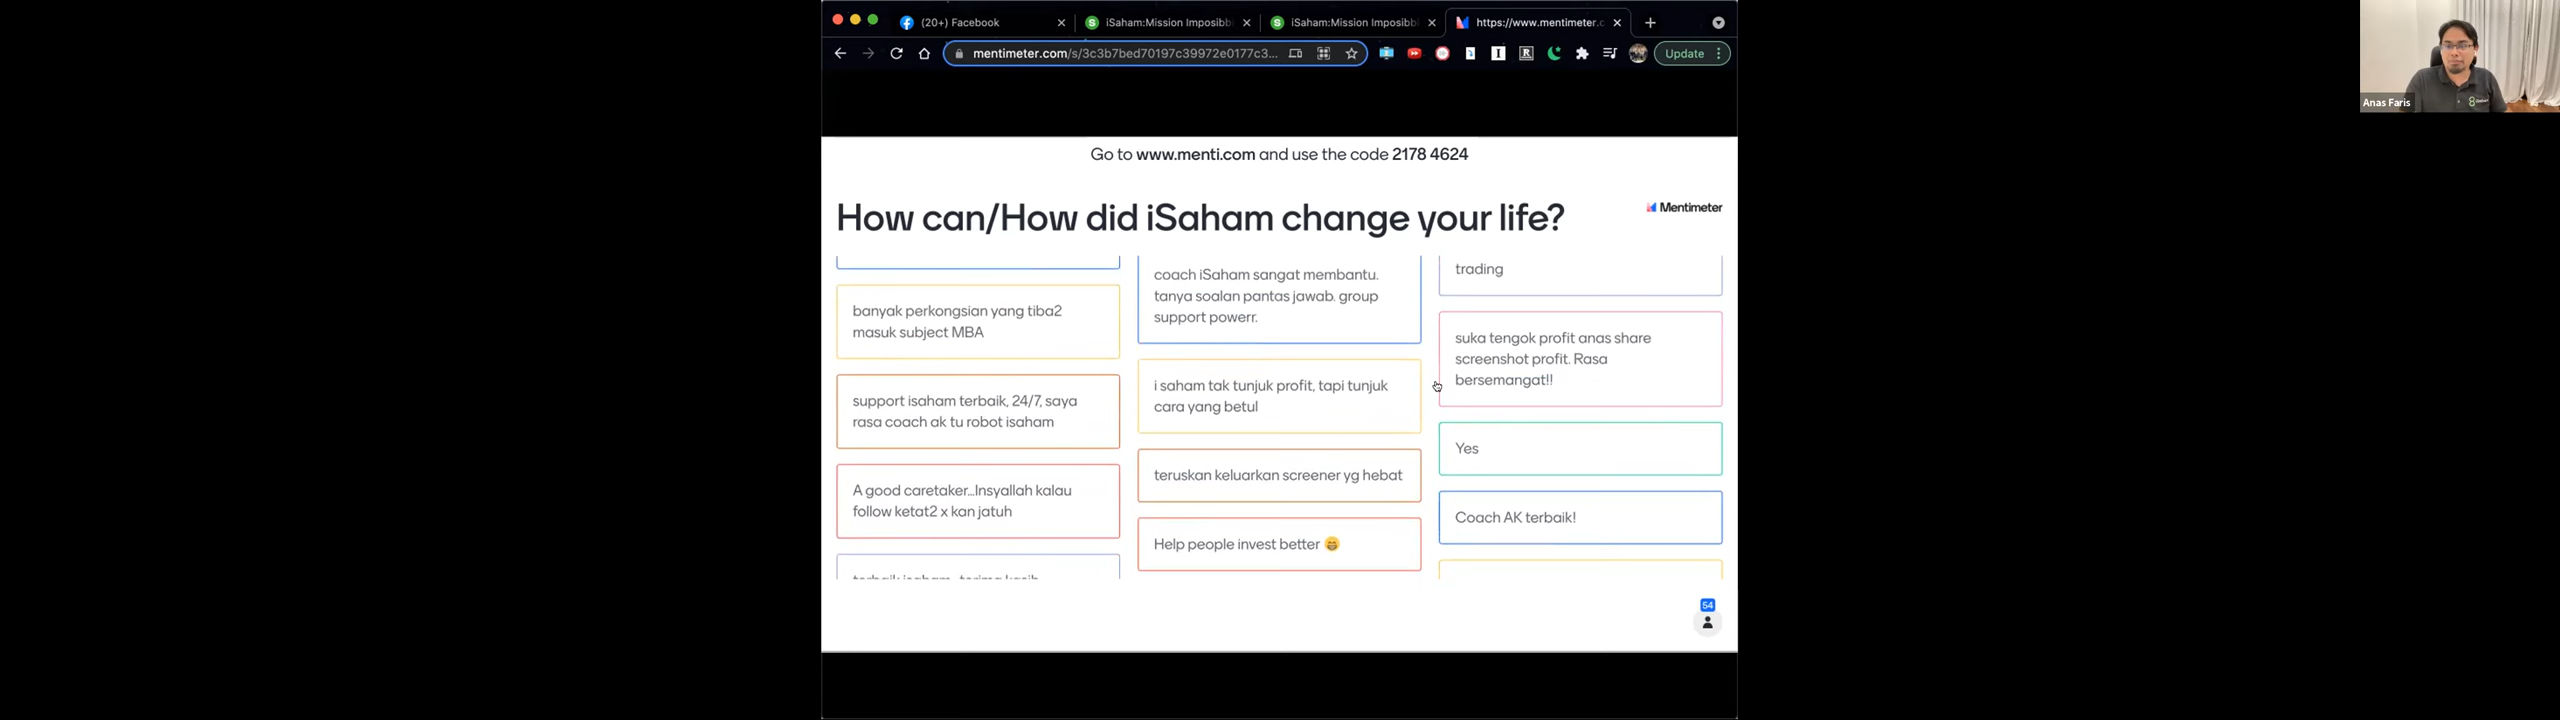 (20+) Facebook
iSaham:Mission Imposibb
iSaham:Mission Imposibb
https://www.mentimeter.c
mentimeter.com/s/3c3b7bed70197c39972e0177c3...
Update
Anas Faris
Go to www.menti.com and use the code 2178 4624
How can/How did iSaham change your life?
Mentimeter
banyak perkongsian yang tiba2
masuk subject MBA
support isaham terbaik, 24/7, saya
rasa coach ak tu robot isaham
A good caretaker...Insyallah kalau
follow ketat2 x kan jatuh
coach iSaham sangat membantu.
tanya soalan pantas jawab. group
support powerr.
i saham tak tunjuk profit, tapi tunjuk
cara yang betul
teruskan keluarkan screener yg hebat
Help people invest better 😁
trading
suka tengok profit anas share
screenshot profit. Rasa
bersemangat!!
Yes
Coach AK terbaik!
54